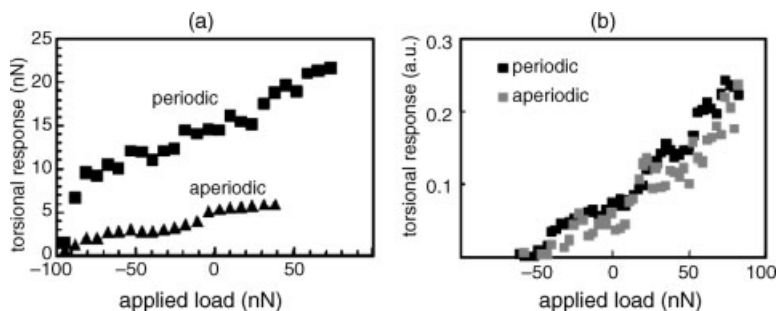 (a)
torsional response (nN)
25
20
15
10
5
0
periodic
aperiodic
−100
−50
0
50
applied load (nN)
(b)
torsional response (a.u.)
0.3
0.2
0.1
periodic
aperiodic
−50
0
50
100
applied load (nN)